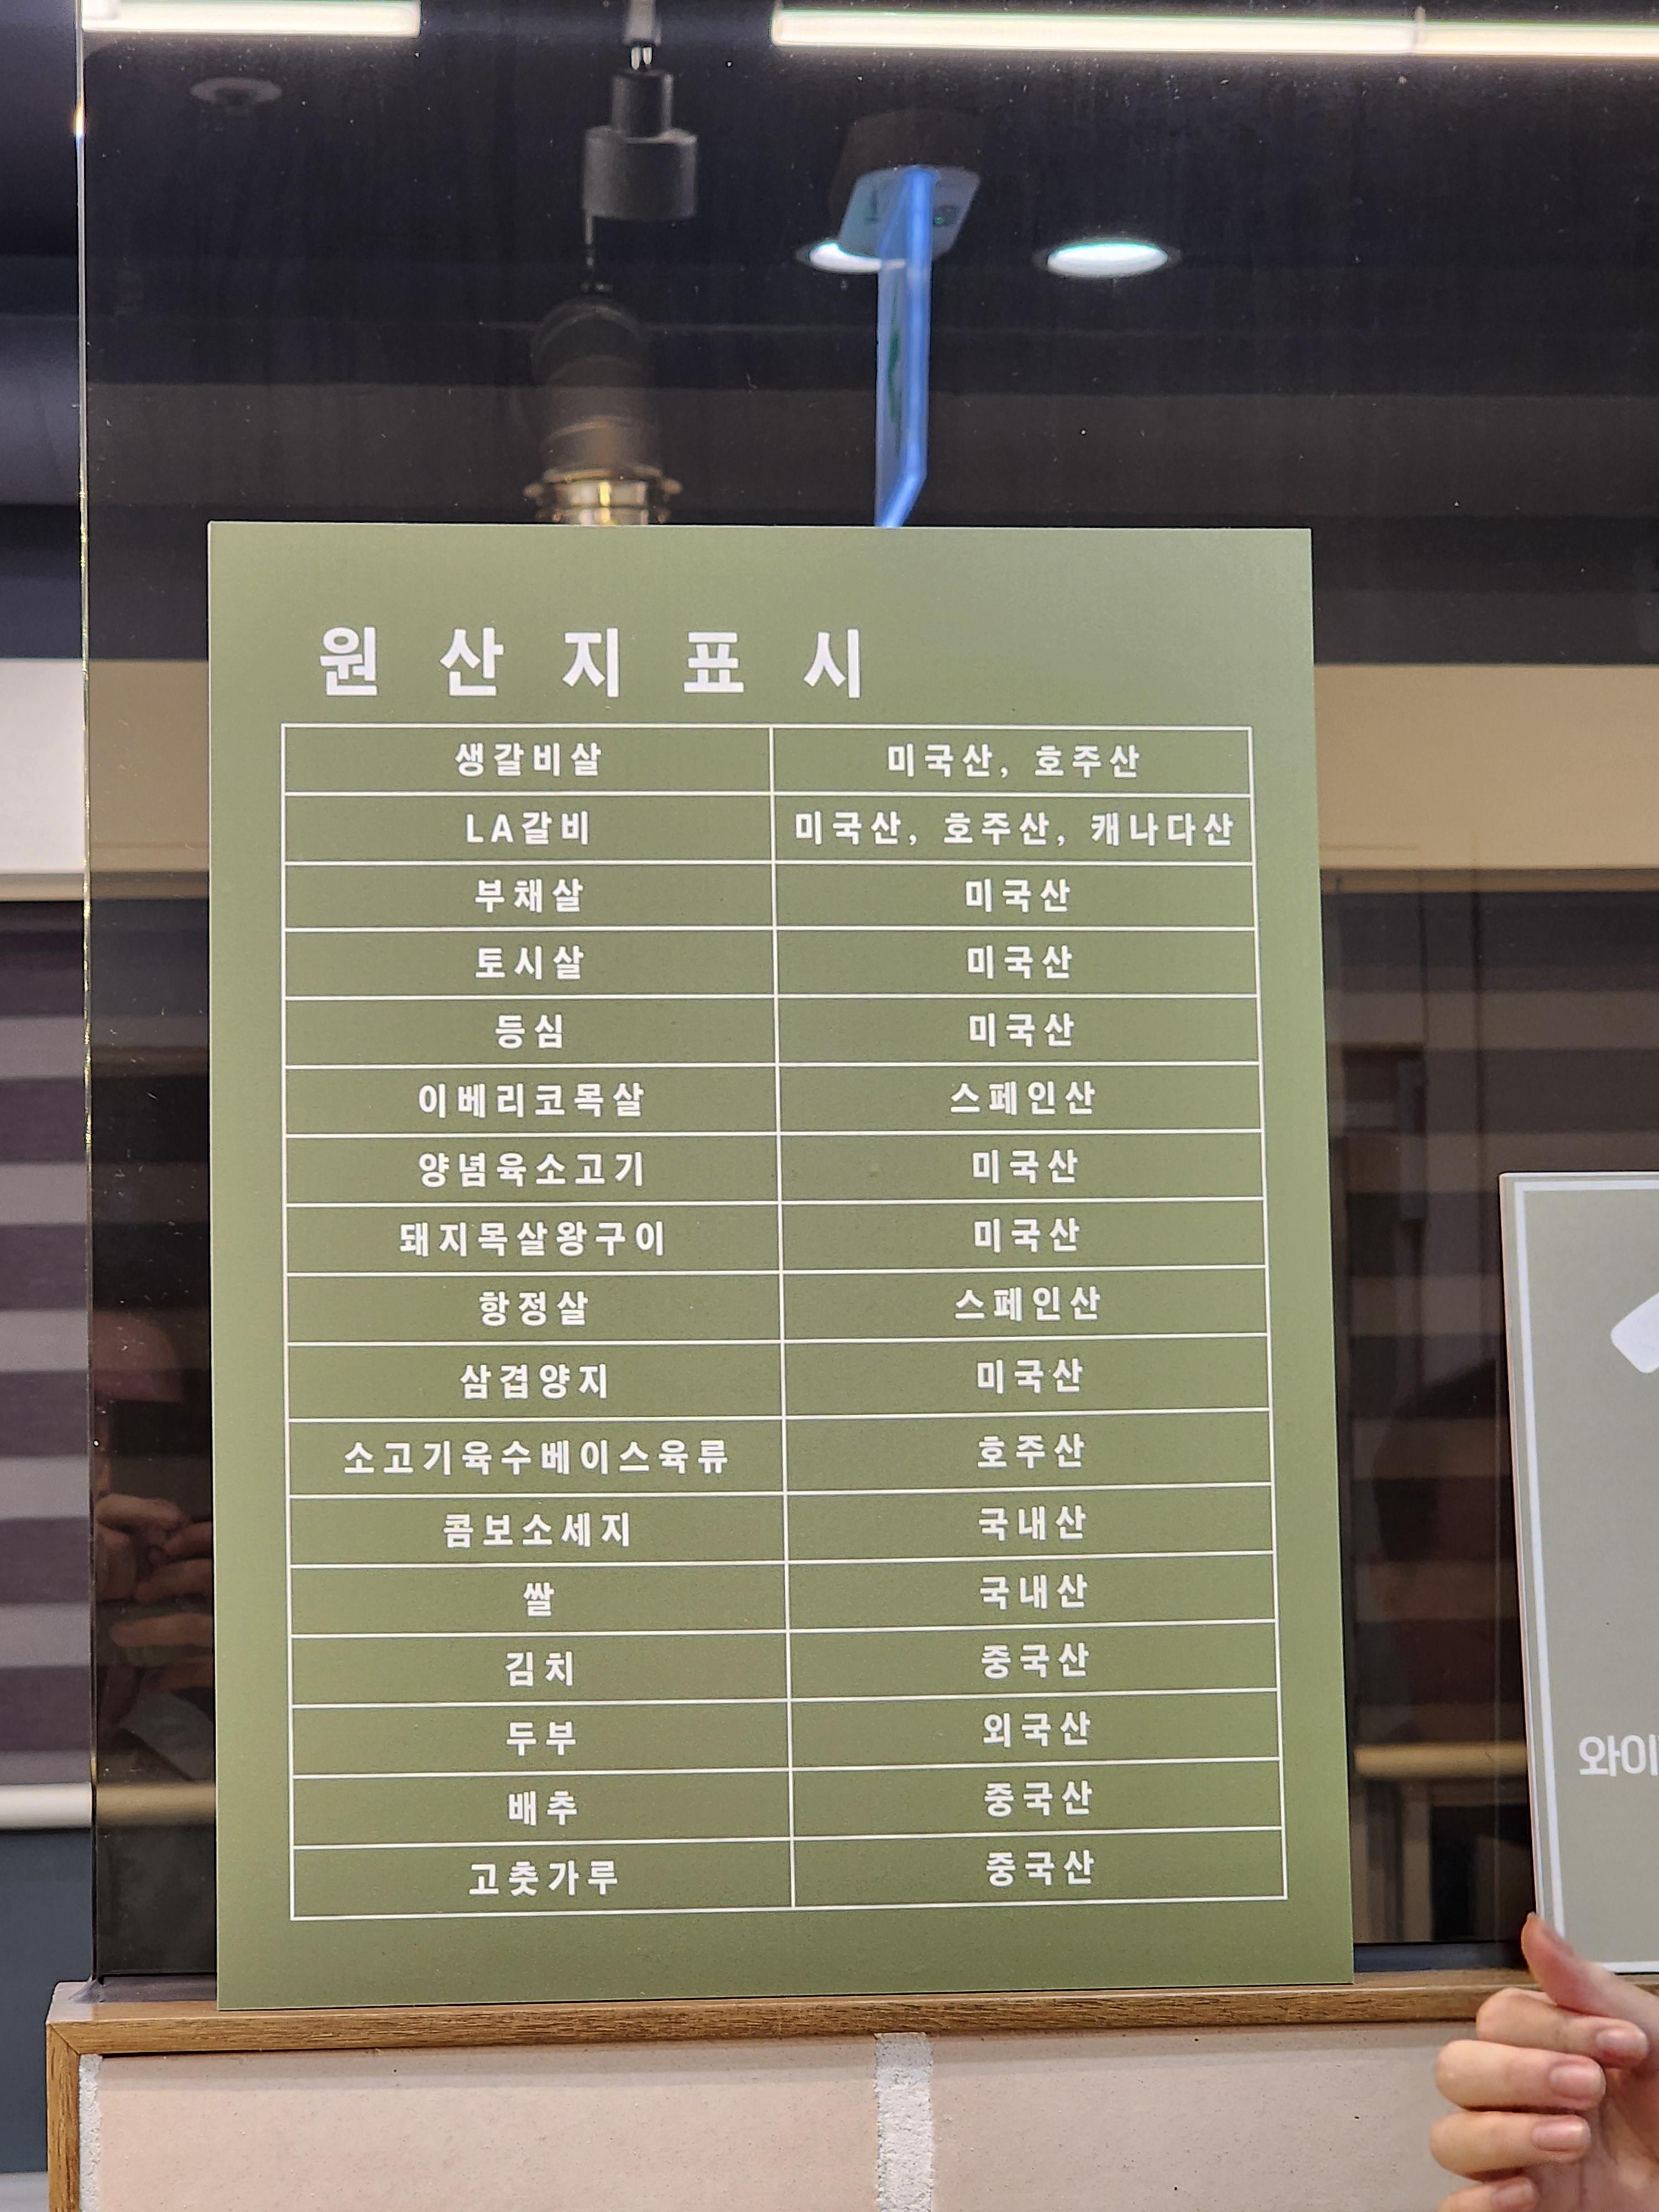 원산지표시
생갈비살 미국산, 호주산
LA갈비 미국산, 호주산, 캐나다산
부채살 미국산
토시살 미국산
등심 미국산
이베리코목살 스페인산
양념육소고기 미국산
돼지목살왕구이 미국산
항정살 스페인산
삼겹양지 미국산
소고기육수베이스육류 호주산
콤보소세지 국내산
쌀 국내산
김치 중국산
두부 외국산
배추 중국산
고춧가루 중국산
와이